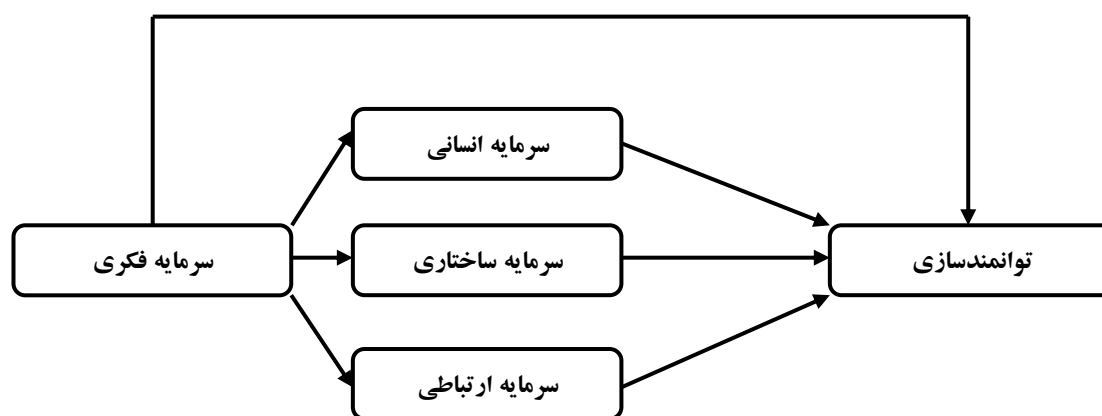 سرمایه انسانی
سرمایه فکری
سرمایه ساختاری
توانمندسازی
سرمایه ارتباطی